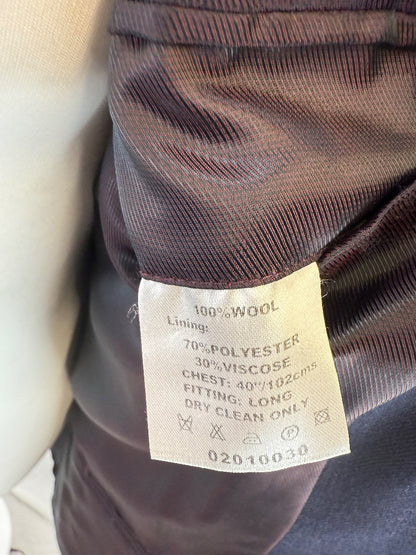 100%WOOL
Lining:
70%POLYESTER
30%VISCOSE
CHEST: 40"/102cms
FITTING: LONG
DRY CLEAN ONLY
P
02010030